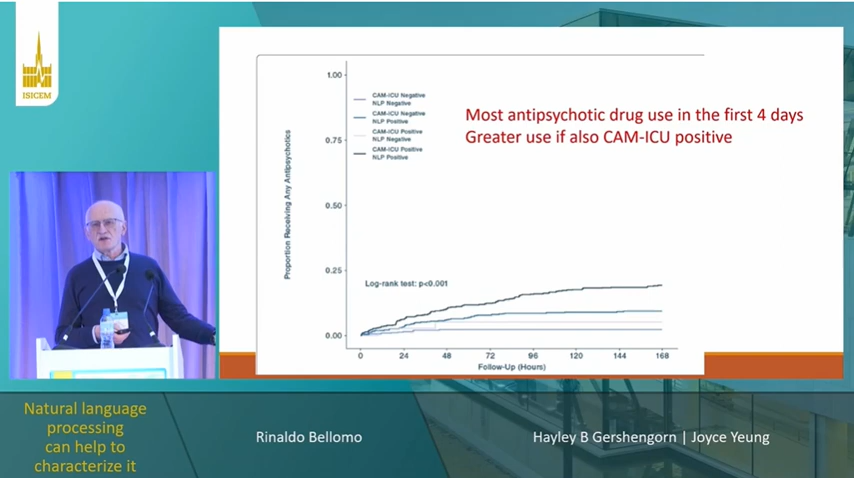 ISICEM
1.00
0.75
0.50
0.25
0.00
Proportion Receiving Any Antipsychotics
CAM-ICU Negative
NLP Negative
CAM-ICU Negative
NLP Positive
CAM-ICU Positive
NLP Negative
CAM-ICU Positive
NLP Positive
Most antipsychotic drug use in the first 4 days
Greater use if also CAM-ICU positive
Log-rank test: p<0.001
0 24 48 72 96 120 144 168
Follow-Up (Hours)
Natural language
processing
can help to
characterize it
Rinaldo Bellomo
Hayley B Gershengorn | Joyce Yeung